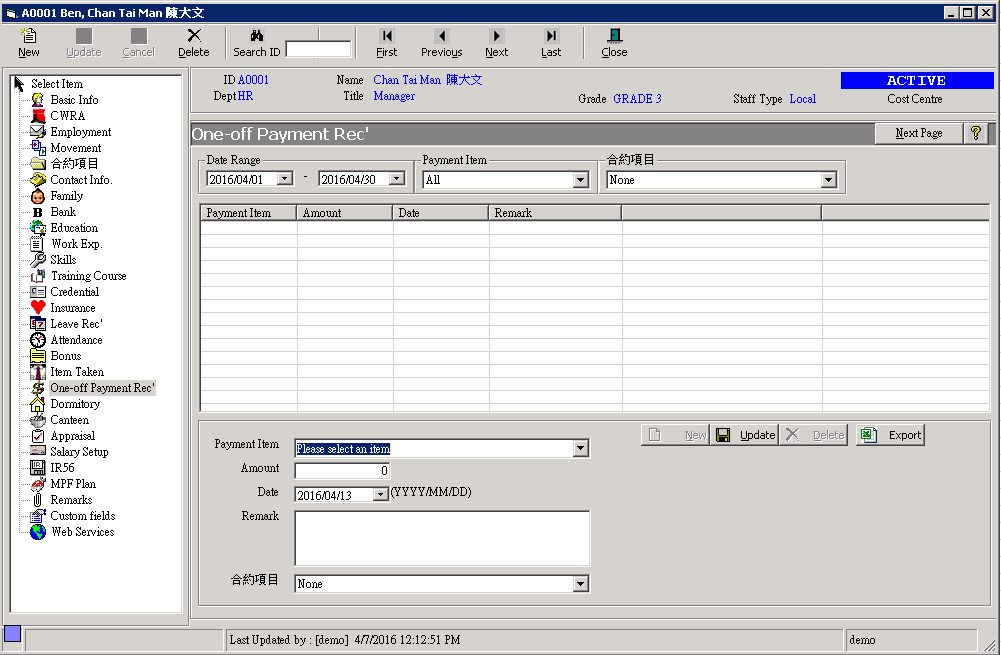 A0001 Ben, Chan Tai Man 陳大文
New Update Cancel Delete Search ID First Previous Next Last Close
Select Item
Basic Info
CWRA
Employment
Movement
合約項目
Contact Info.
Family
Bank
Education
Work Exp.
Skills
Training Course
Credential
Insurance
Leave Rec'
Attendance
Bonus
Item Taken
One-off Payment Rec'
Dormitory
Canteen
Appraisal
Salary Setup
IR56
MPF Plan
Remarks
Custom fields
Web Services
ID A0001 Name Chan Tai Man 陳大文 ACTIVE
Dept HR Title Manager Grade GRADE 3 Staff Type Local Cost Centre
One-off Payment Rec' Next Page ?
Date Range Payment Item 合約項目
2016/04/01 - 2016/04/30 All None
Payment Item Amount Date Remark
New Update Delete Export
Payment Item Please select an item
Amount 0
Date 2016/04/13 (YYYY/MM/DD)
Remark
合約項目 None
Last Updated by : [demo] 4/7/2016 12:12:51 PM demo